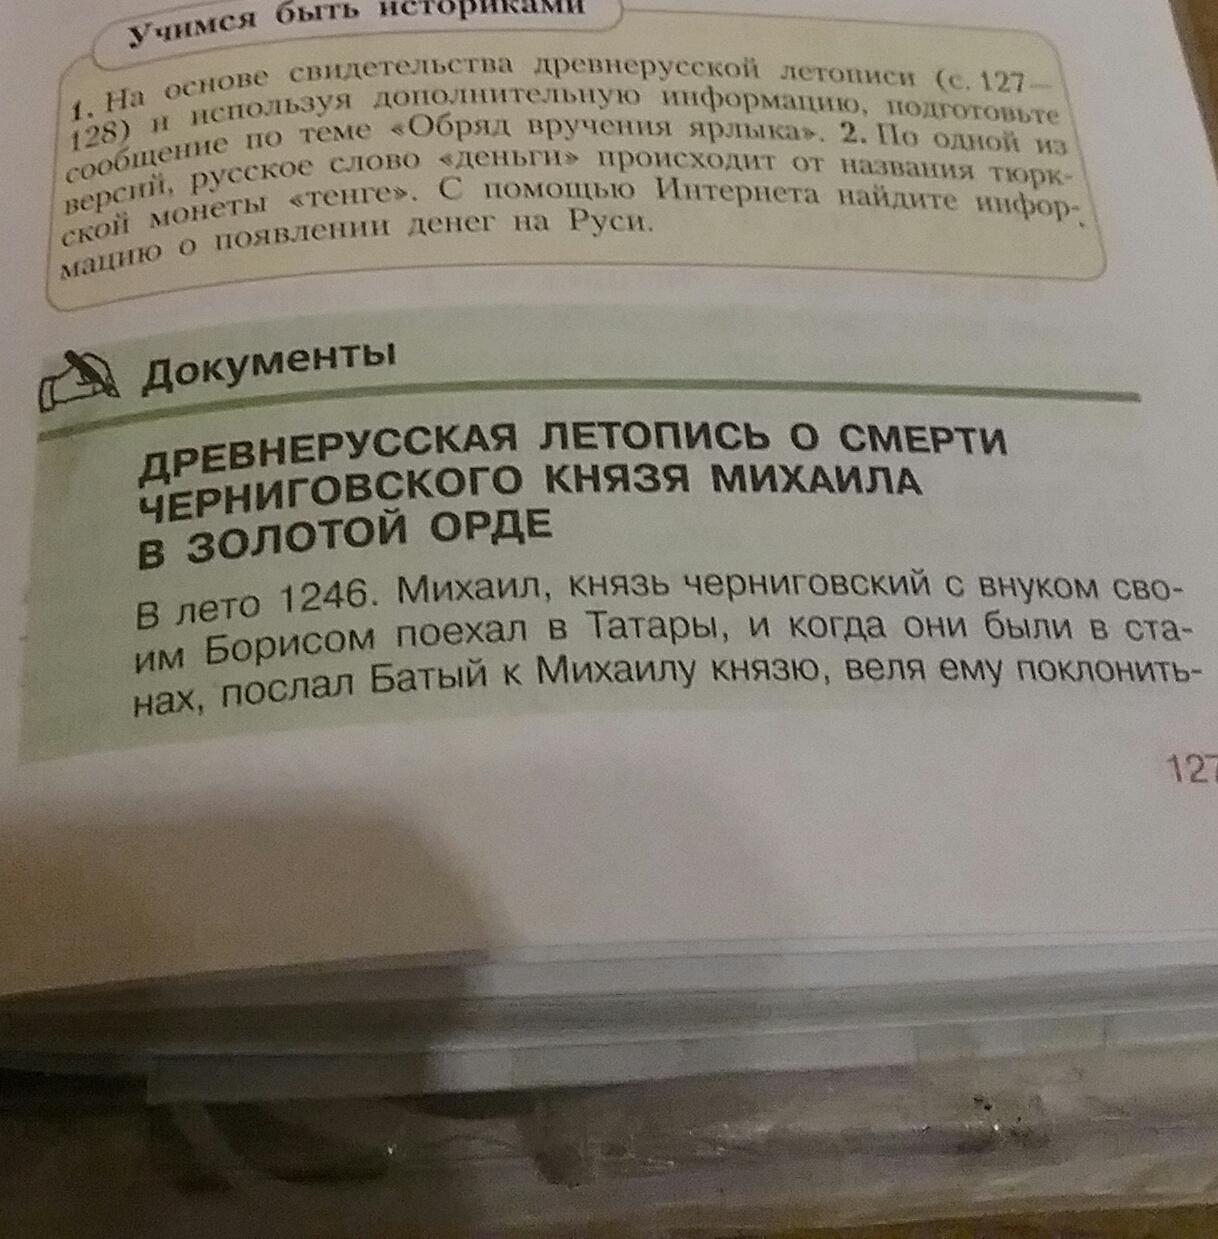 Учимся быть историками
1. На основе свидетельства древнерусской летописи (с. 127—
128) и используя дополнительную информацию, подготовьте
сообщение по теме «Обряд вручения ярлыка». 2. По одной из
версий, русское слово «деньги» происходит от названия тюрк-
ской монеты «тенге». С помощью Интернета найдите инфор-
мацию о появлении денег на Руси.
Документы
ДРЕВНЕРУССКАЯ ЛЕТОПИСЬ О СМЕРТИ
ЧЕРНИГОВСКОГО КНЯЗЯ МИХАИЛА
В ЗОЛОТОЙ ОРДЕ
В лето 1246. Михаил, князь черниговский с внуком сво-
им Борисом поехал в Татары, и когда они были в ста-
нах, послал Батый к Михаилу князю, веля ему поклонить-
127